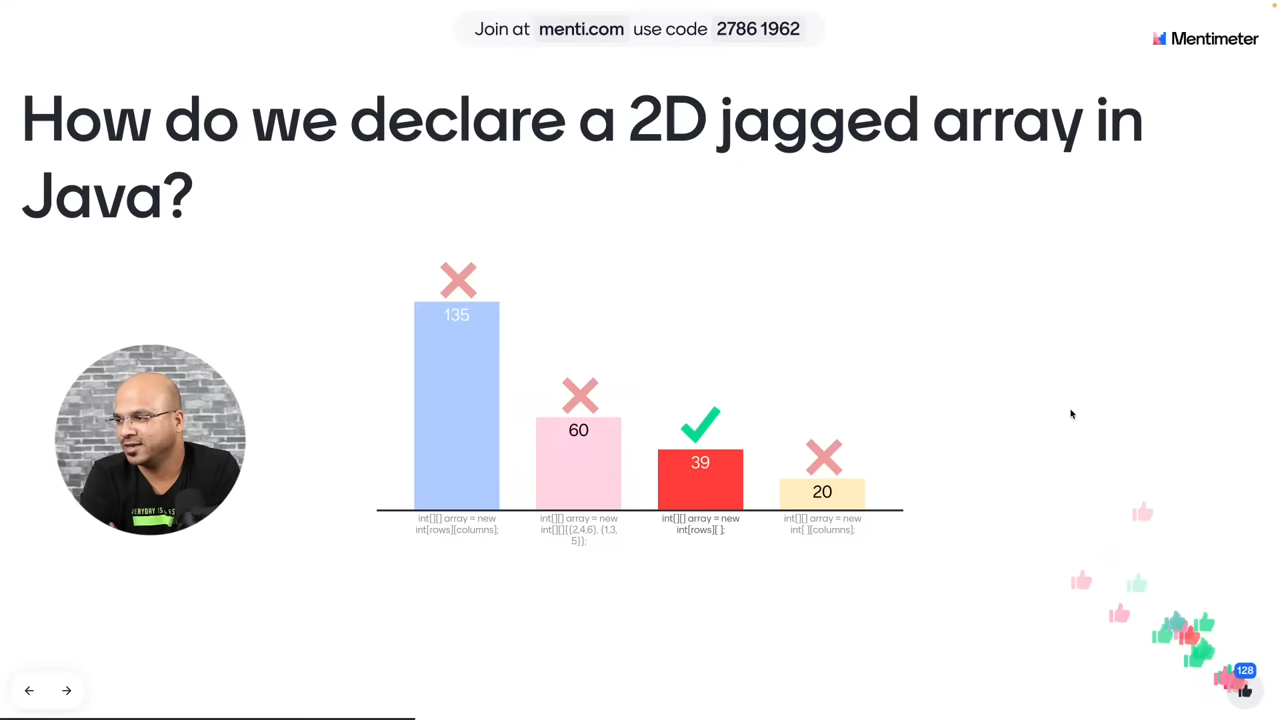 Join at menti.com use code 2786 1962
Mentimeter
How do we declare a 2D jagged array in
Java?
135
60
39
20
int[][] array = new
int[rows][columns];
int[][] array = new
int[][]{{2,4,6}, {1,3,
5}};
int[][] array = new
int[rows][ ];
int[][] array = new
int[ ][columns];
128